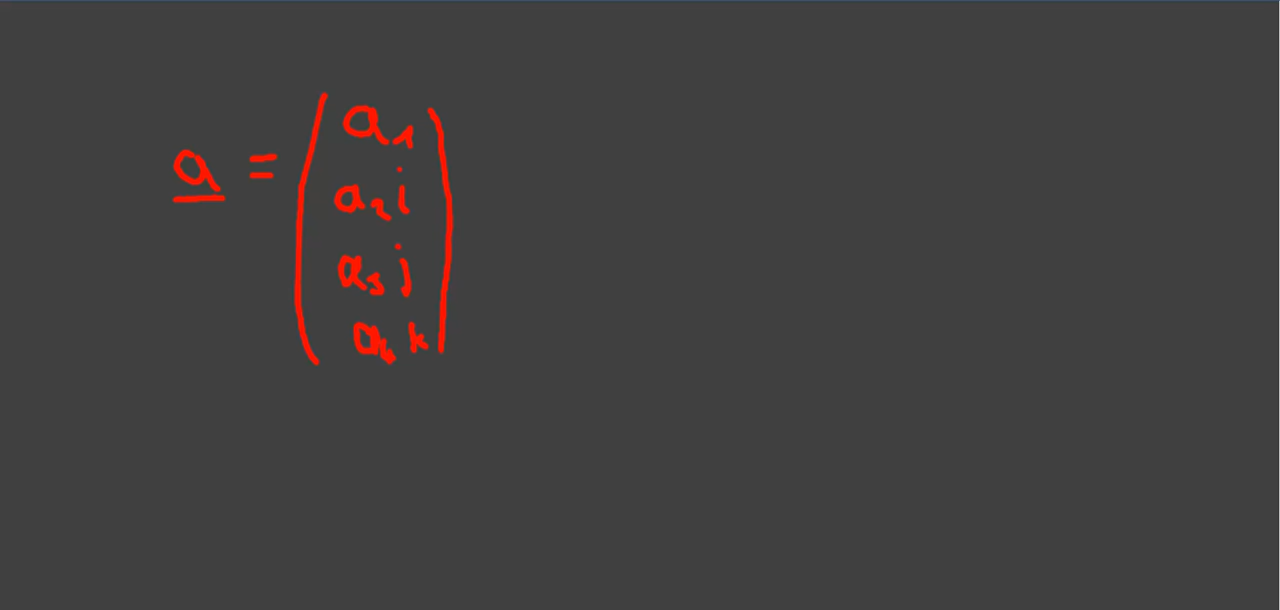 a = ( a₁
a₂ i
a₃ j
a₄ k )